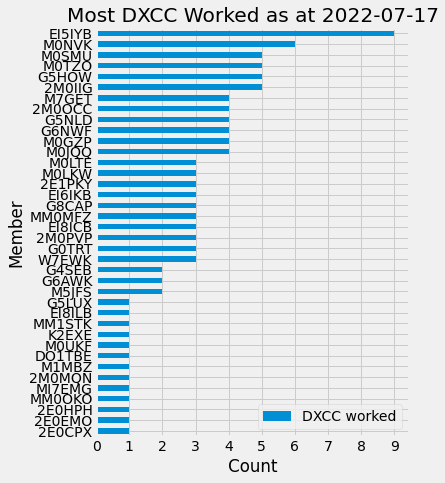 Most DXCC Worked as at 2022-07-17
EI5IYB
M0NVK
M0SMU
M0TZO
G5HOW
2M0IIG
M7GET
2M0OCC
G5NLD
G6NWF
M0GZP
M0JQQ
M0LTE
M0LKW
2E1PKY
EI6IKB
G8CAP
MM0MFZ
EI8ICB
2M0PVP
G0TRT
W7EWK
G4SEB
G6AWK
M5JFS
G5LUX
EI8ILB
MM1STK
K2EXE
M0UKF
DO1TBE
M1MBZ
2M0MQN
MI7EMG
MM0OKO
2E0HPH
2E0EMO
2E0CPX
Member
DXCC worked
0 1 2 3 4 5 6 7 8 9
Count